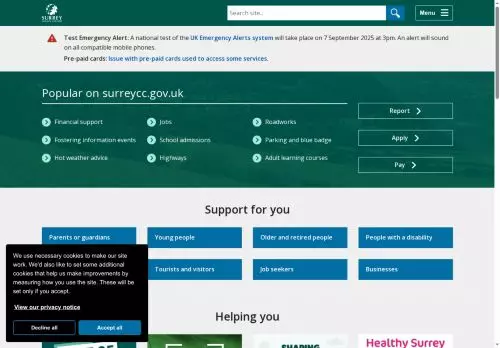 SURREY
Search site...
Menu
Test Emergency Alert: A national test of the UK Emergency Alerts system will take place on 7 September 2025 at 3pm. An alert will sound
on all compatible mobile phones.
Pre-paid cards: Issue with pre-paid cards used to access some services.
Popular on surreycc.gov.uk
Financial support
Jobs
Roadworks
Fostering information events
School admissions
Parking and blue badge
Hot weather advice
Highways
Adult learning courses
Report
Apply
Pay
Support for you
Parents or guardians
Young people
Older and retired people
People with a disability
Tourists and visitors
Job seekers
Businesses
We use necessary cookies to make our site
work. We'd also like to set some additional
cookies that help us make improvements by
measuring how you use the site. These will be
set only if you accept.
View our privacy notice
Decline all
Accept all
Helping you
SHARING
Healthy Surrey